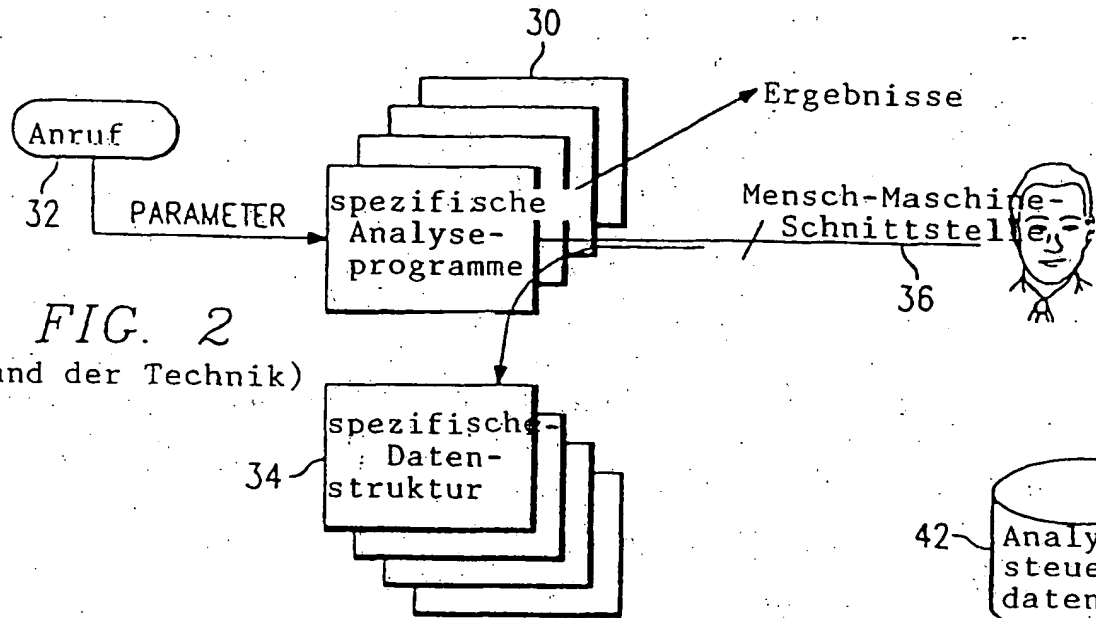 30
Ergebnisse
Anruf
32
PARAMETER
spezifische
Analyse-
programme
Mensch-Maschine-
Schnittstelle
36
FIG. 2
and der Technik)
spezifische-
Daten-
struktur
34
42
Analy
steue
daten